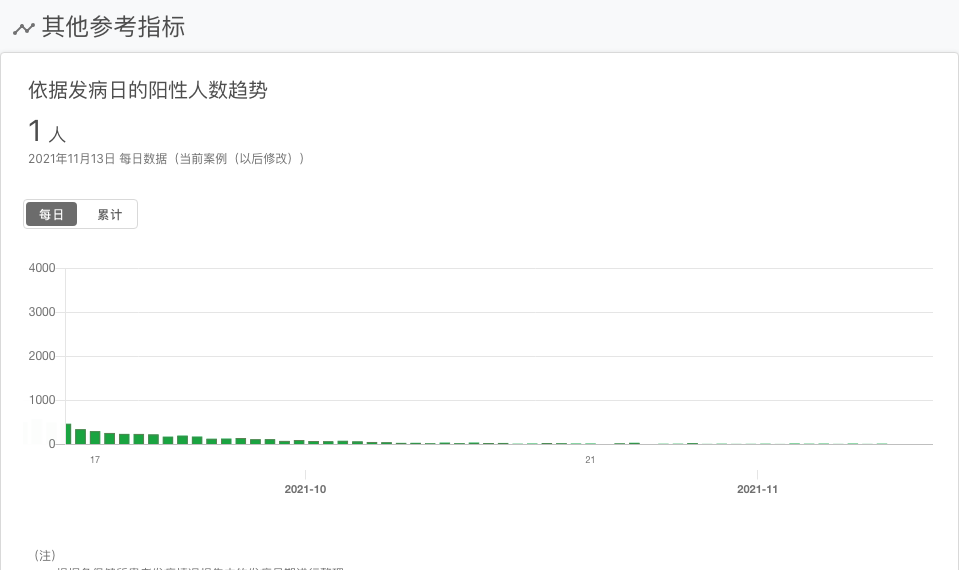 其他参考指标
依据发病日的阳性人数趋势
1 人
2021年11月13日 每日数据（当前案例（以后修改））
每日 累计
4000
3000
2000
1000
0
17 21
2021-10 2021-11
（注）